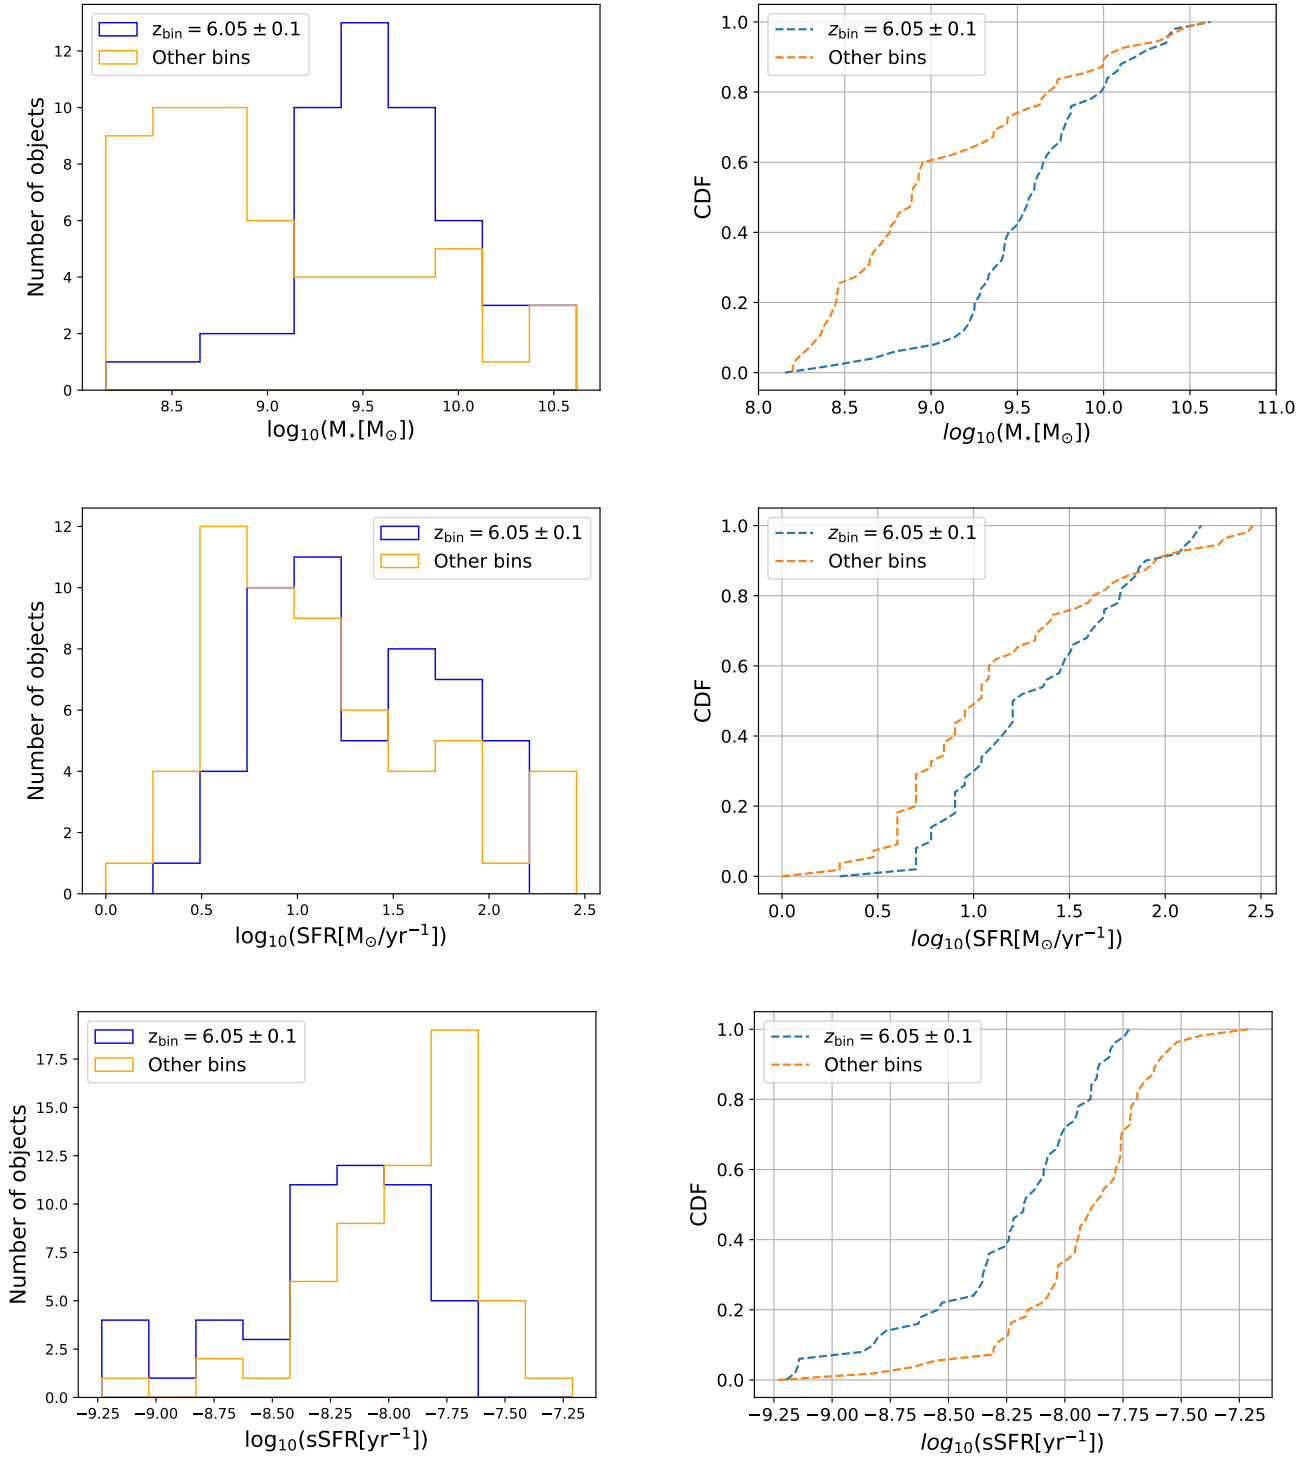 z_bin = 6.05 ± 0.1
Other bins
Number of objects
12
10
8
6
4
2
0
8.5 9.0 9.5 10.0 10.5
log₁₀(M⋆[M⊙])
z_bin = 6.05 ± 0.1
Other bins
CDF
1.0
0.8
0.6
0.4
0.2
0.0
8.0 8.5 9.0 9.5 10.0 10.5 11.0
log₁₀(M⋆[M⊙])
z_bin = 6.05 ± 0.1
Other bins
Number of objects
12
10
8
6
4
2
0
0.0 0.5 1.0 1.5 2.0 2.5
log₁₀(SFR[M⊙/yr⁻¹])
z_bin = 6.05 ± 0.1
Other bins
CDF
1.0
0.8
0.6
0.4
0.2
0.0
0.0 0.5 1.0 1.5 2.0 2.5
log₁₀(SFR[M⊙/yr⁻¹])
z_bin = 6.05 ± 0.1
Other bins
Number of objects
17.5
15.0
12.5
10.0
7.5
5.0
2.5
0.0
−9.25 −9.00 −8.75 −8.50 −8.25 −8.00 −7.75 −7.50 −7.25
log₁₀(sSFR[yr⁻¹])
z_bin = 6.05 ± 0.1
Other bins
CDF
1.0
0.8
0.6
0.4
0.2
0.0
−9.25 −9.00 −8.75 −8.50 −8.25 −8.00 −7.75 −7.50 −7.25
log₁₀(sSFR[yr⁻¹])